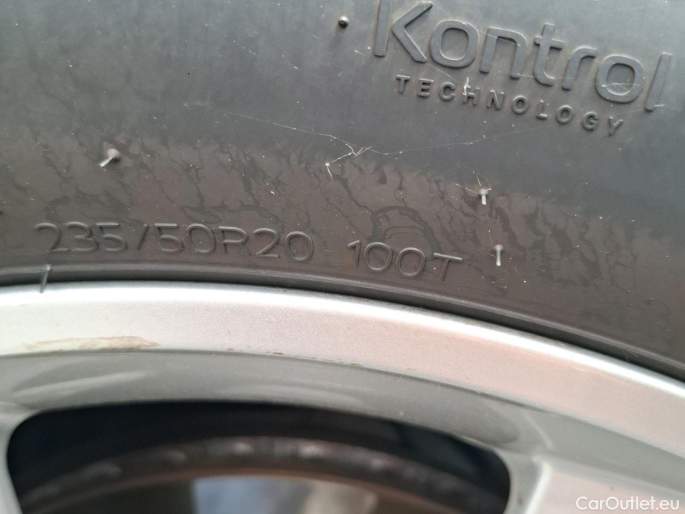 Kontrol
TECHNOLOGY
235/50R20 100T
CarOutlet.eu